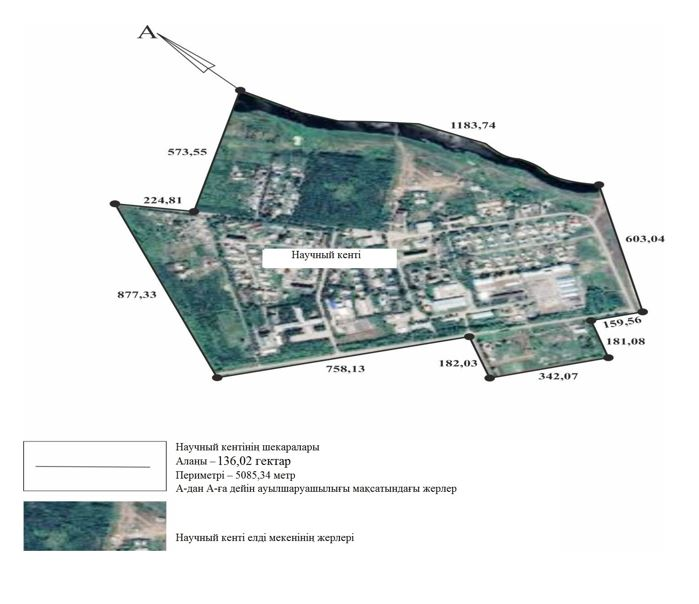 А
1183,74
573,55
224,81
603,04
Научный кенті
877,33
159,56
181,08
182,03
758,13
342,07
Научный кентінің шекаралары
Алаңы – 136,02 гектар
Периметрі – 5085,34 метр
А-дан А-ға дейін ауылшаруашылығы мақсатындағы жерлер
Научный кенті елді мекенінің жерлері